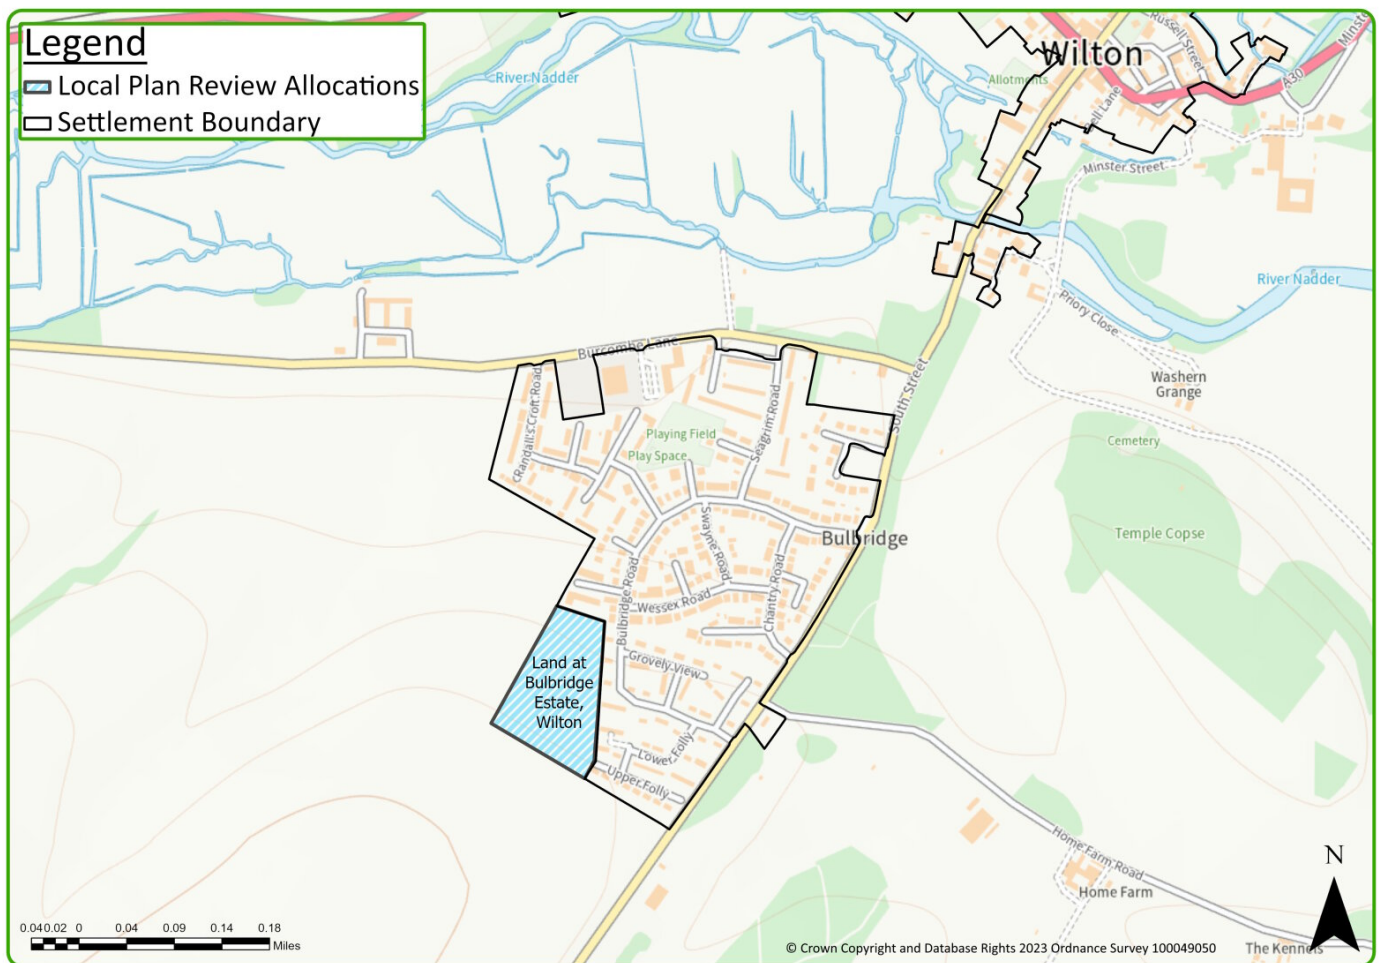 Legend
Local Plan Review Allocations
Settlement Boundary
Wilton
Russell Street
Minst
A30
Allotments
Bell Lane
River Nadder
Minster Street
River Nadder
Priory Close
Burcombe Lane
South Street
Washern
Grange
Cemetery
Randall's Croft Road
Playing Field
Play Space
Seagrim Road
Swayne Road
Bulbridge
Temple Copse
Bulbridge Road
Wessex Road
Chantry Road
Land at
Bulbridge
Estate,
Wilton
Grovely View
Lower Folly
Upper Folly
Home Farm Road
Home Farm
The Kennels
N
0.04 0.02 0 0.04 0.09 0.14 0.18
Miles
© Crown Copyright and Database Rights 2023 Ordnance Survey 100049050